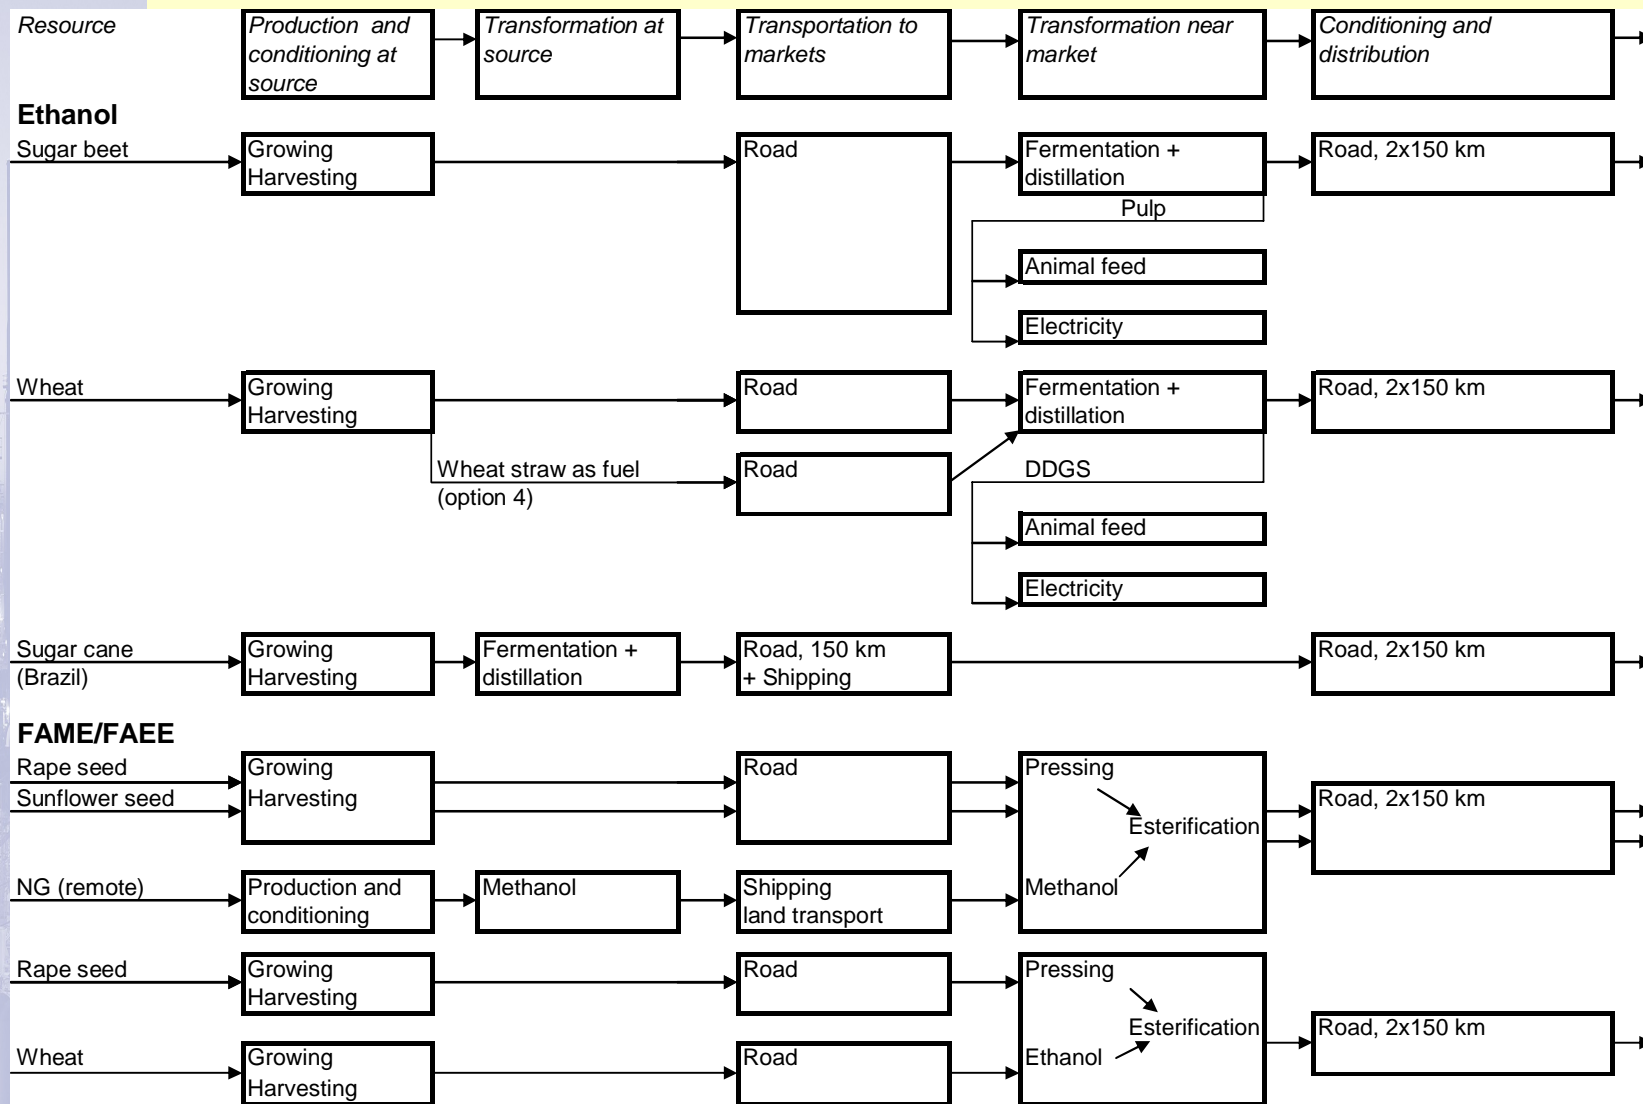 Resource
Production and
conditioning at
source
Transformation at
source
Transportation to
markets
Transformation near
market
Conditioning and
distribution
Ethanol
Sugar beet
Growing
Harvesting
Road
Fermentation +
distillation
Road, 2x150 km
Pulp
Animal feed
Electricity
Wheat
Growing
Harvesting
Road
Fermentation +
distillation
Road, 2x150 km
Wheat straw as fuel
(option 4)
Road
DDGS
Animal feed
Electricity
Sugar cane
(Brazil)
Growing
Harvesting
Fermentation +
distillation
Road, 150 km
+ Shipping
Road, 2x150 km
FAME/FAEE
Rape seed
Sunflower seed
Growing
Harvesting
Road
Pressing
Esterification
Methanol
Road, 2x150 km
NG (remote)
Production and
conditioning
Methanol
Shipping
land transport
Rape seed
Growing
Harvesting
Road
Pressing
Esterification
Ethanol
Road, 2x150 km
Wheat
Growing
Harvesting
Road